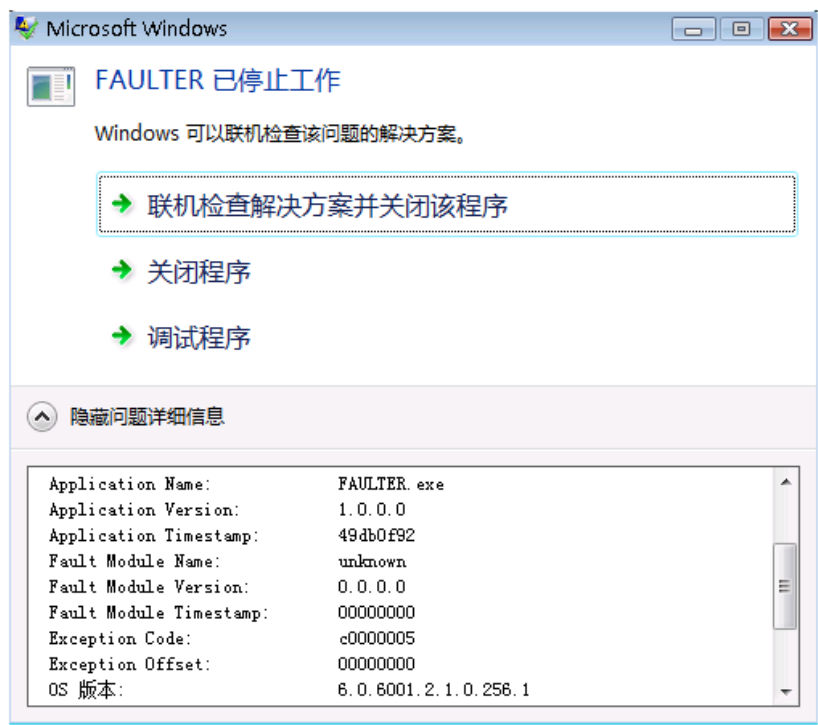 Microsoft Windows
FAULTER 已停止工作
Windows 可以联机检查该问题的解决方案。
联机检查解决方案并关闭该程序
关闭程序
调试程序
隐藏问题详细信息
Application Name: FAULTER.exe
Application Version: 1.0.0.0
Application Timestamp: 49db0f92
Fault Module Name: unknown
Fault Module Version: 0.0.0.0
Fault Module Timestamp: 00000000
Exception Code: c0000005
Exception Offset: 00000000
OS 版本: 6.0.6001.2.1.0.256.1